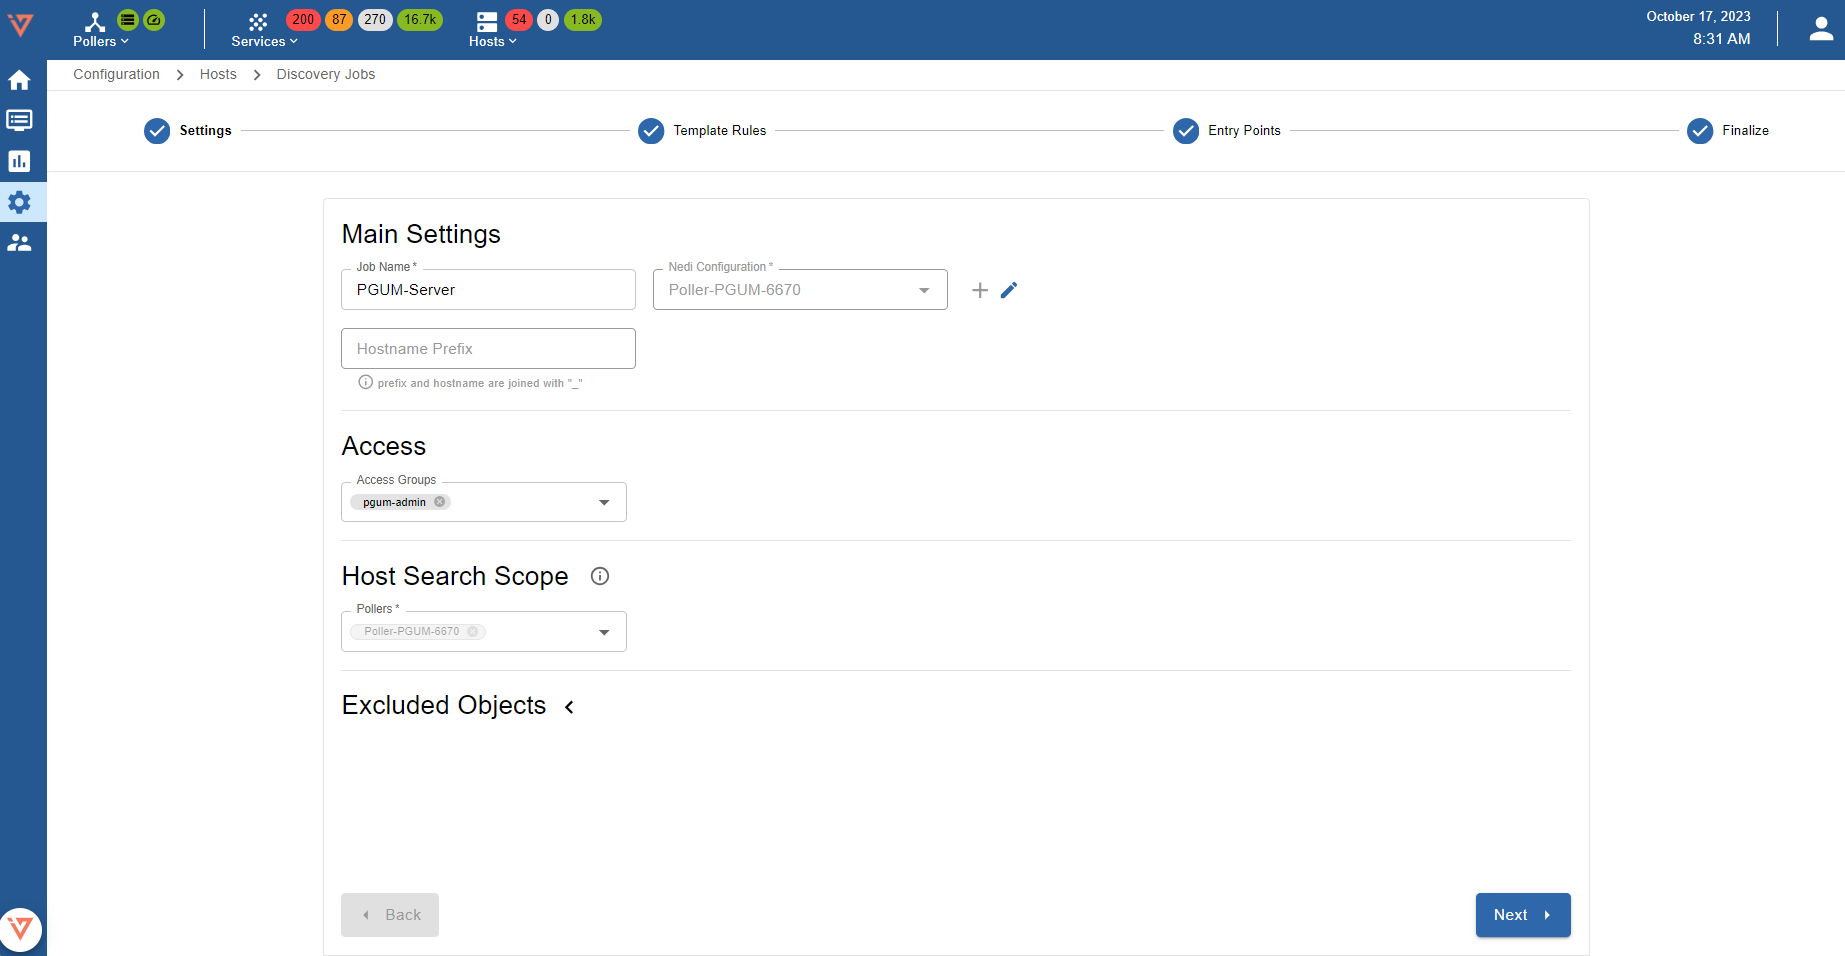 200 87 270 16.7k 54 0 1.8k October 17, 2023
Pollers Services Hosts 8:31 AM
Configuration Hosts Discovery Jobs
Settings Template Rules Entry Points Finalize
Main Settings
Job Name * Nedi Configuration *
PGUM-Server Poller-PGUM-6670
Hostname Prefix
prefix and hostname are joined with "_"
Access
Access Groups
pgum-admin
Host Search Scope
Pollers *
Poller-PGUM-6670
Excluded Objects
Back Next